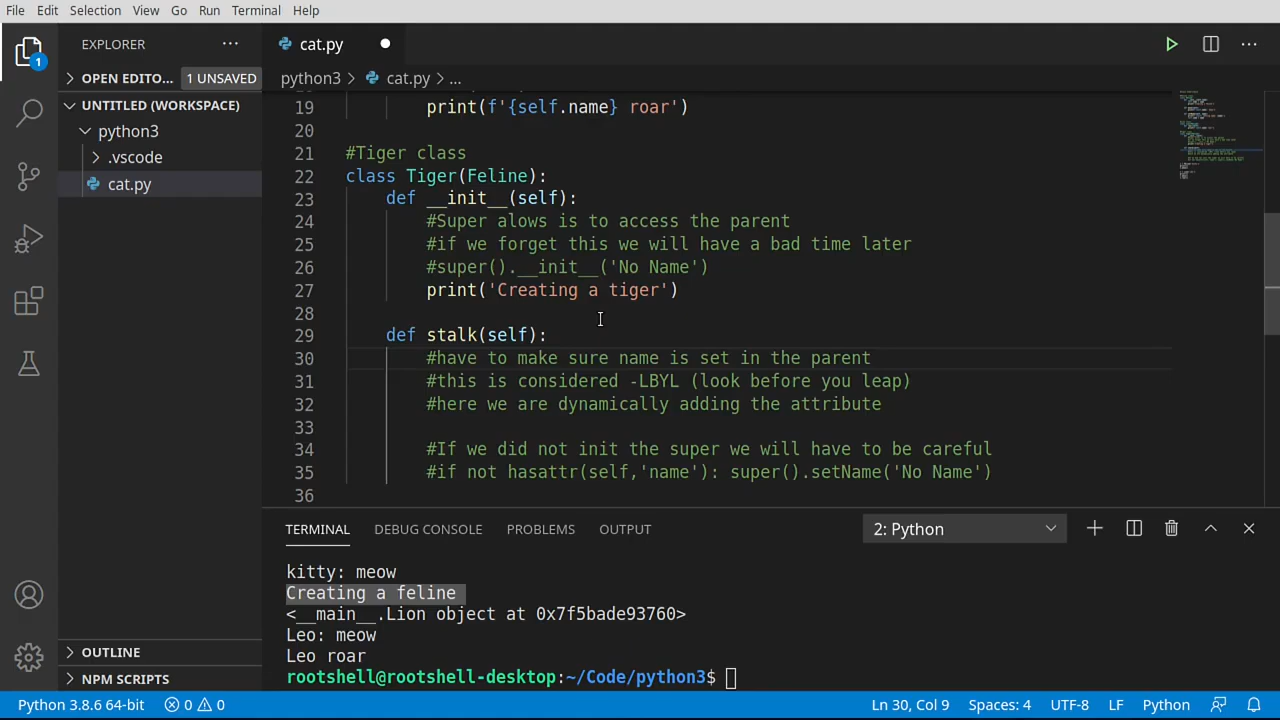 File Edit Selection View Go Run Terminal Help
EXPLORER
cat.py
OPEN EDITO... 1 UNSAVED
python3 > cat.py > ...
UNTITLED (WORKSPACE)
python3
.vscode
cat.py
1
19 print(f'{self.name} roar')
20
21 #Tiger class
22 class Tiger(Feline):
23 def __init__(self):
24 #Super alows is to access the parent
25 #if we forget this we will have a bad time later
26 #super().__init__('No Name')
27 print('Creating a tiger')
28
29 def stalk(self):
30 #have to make sure name is set in the parent
31 #this is considered -LBYL (look before you leap)
32 #here we are dynamically adding the attribute
33
34 #If we did not init the super we will have to be careful
35 #if not hasattr(self,'name'): super().setName('No Name')
36
TERMINAL DEBUG CONSOLE PROBLEMS OUTPUT 2: Python
kitty: meow
Creating a feline
<__main__.Lion object at 0x7f5bade93760>
Leo: meow
Leo roar
rootshell@rootshell-desktop:~/Code/python3$
OUTLINE
NPM SCRIPTS
Python 3.8.6 64-bit 0 0 Ln 30, Col 9 Spaces: 4 UTF-8 LF Python